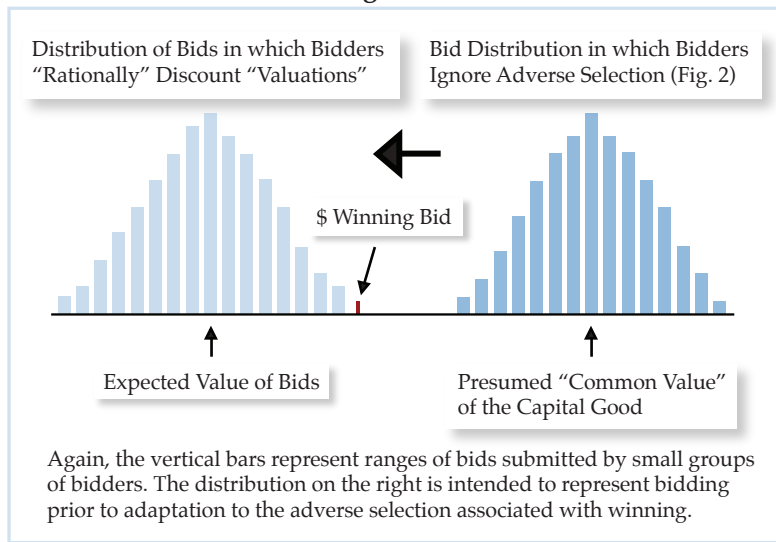 Distribution of Bids in which Bidders
“Rationally” Discount “Valuations”
Bid Distribution in which Bidders
Ignore Adverse Selection (Fig. 2)
$ Winning Bid
Expected Value of Bids
Presumed “Common Value”
of the Capital Good
Again, the vertical bars represent ranges of bids submitted by small groups
of bidders. The distribution on the right is intended to represent bidding
prior to adaptation to the adverse selection associated with winning.